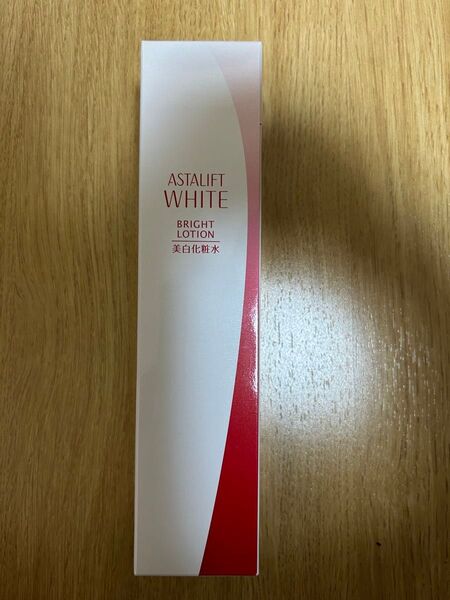 ASTALIFT
WHITE
BRIGHT
LOTION
美白化粧水